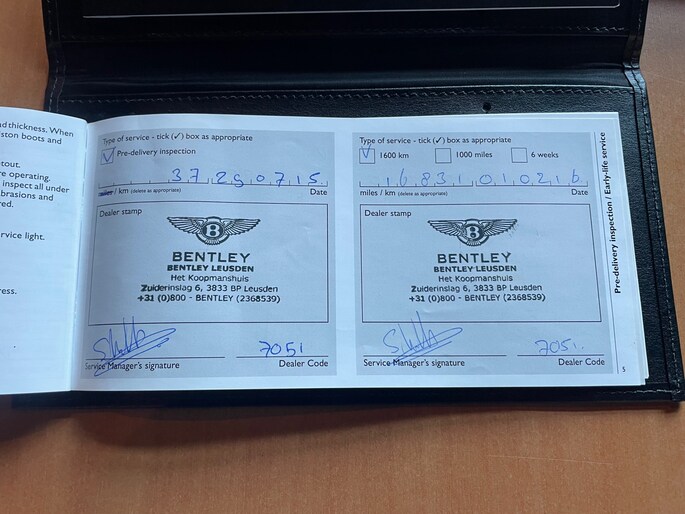 nd thickness. When
ston boots and
tout.
re operating,
inspect all under
brasions and
red.
rvice light.
ress.
Type of service - tick (✓) box as appropriate
Pre-delivery inspection
3 7 2 9 0 7 1 5
miles / km (delete as appropriate) Date
Dealer stamp
B
BENTLEY
BENTLEY LEUSDEN
Het Koopmanshuis
Zuiderinslag 6, 3833 BP Leusden
+31 (0)800 - BENTLEY (2368539)
7051
Service Manager's signature Dealer Code
Type of service - tick (✓) box as appropriate
1600 km 1000 miles 6 weeks
1 6 8 3 1 0 1 0 2 1 6
miles / km (delete as appropriate) Date
Dealer stamp
B
BENTLEY
BENTLEY LEUSDEN
Het Koopmanshuis
Zuiderinslag 6, 3833 BP Leusden
+31 (0)800 - BENTLEY (2368539)
7051.
Service Manager's signature Dealer Code
Pre-delivery inspection / Early-life service
5